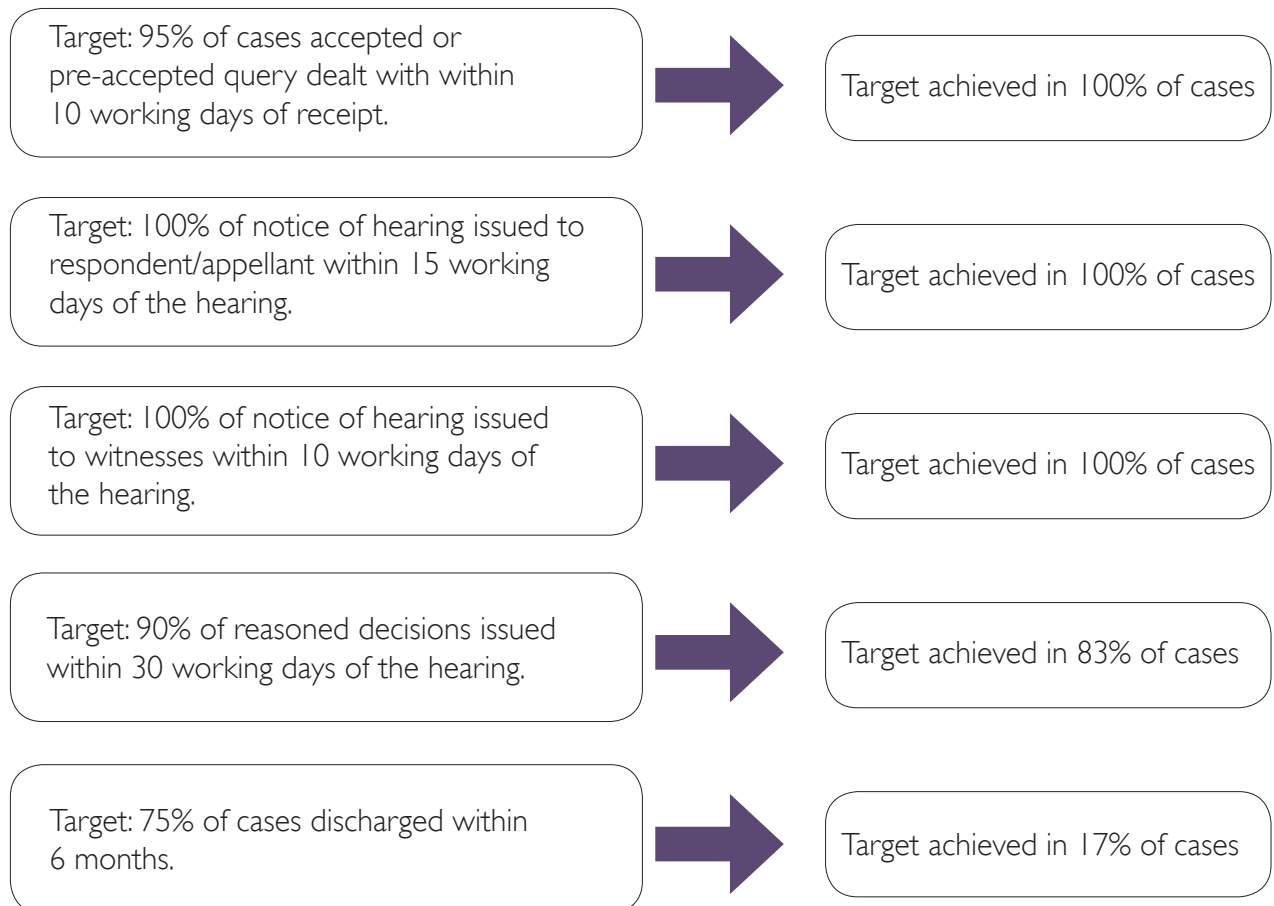 Target: 95% of cases accepted or
pre-accepted query dealt with within
10 working days of receipt.
Target achieved in 100% of cases
Target: 100% of notice of hearing issued to
respondent/appellant within 15 working
days of the hearing.
Target achieved in 100% of cases
Target: 100% of notice of hearing issued
to witnesses within 10 working days of
the hearing.
Target achieved in 100% of cases
Target: 90% of reasoned decisions issued
within 30 working days of the hearing.
Target achieved in 83% of cases
Target: 75% of cases discharged within
6 months.
Target achieved in 17% of cases